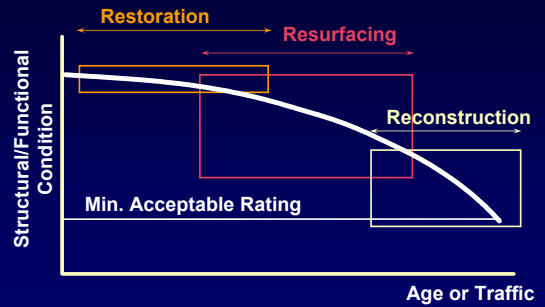 Restoration
Resurfacing
Reconstruction
Structural/Functional
Condition
Min. Acceptable Rating
Age or Traffic